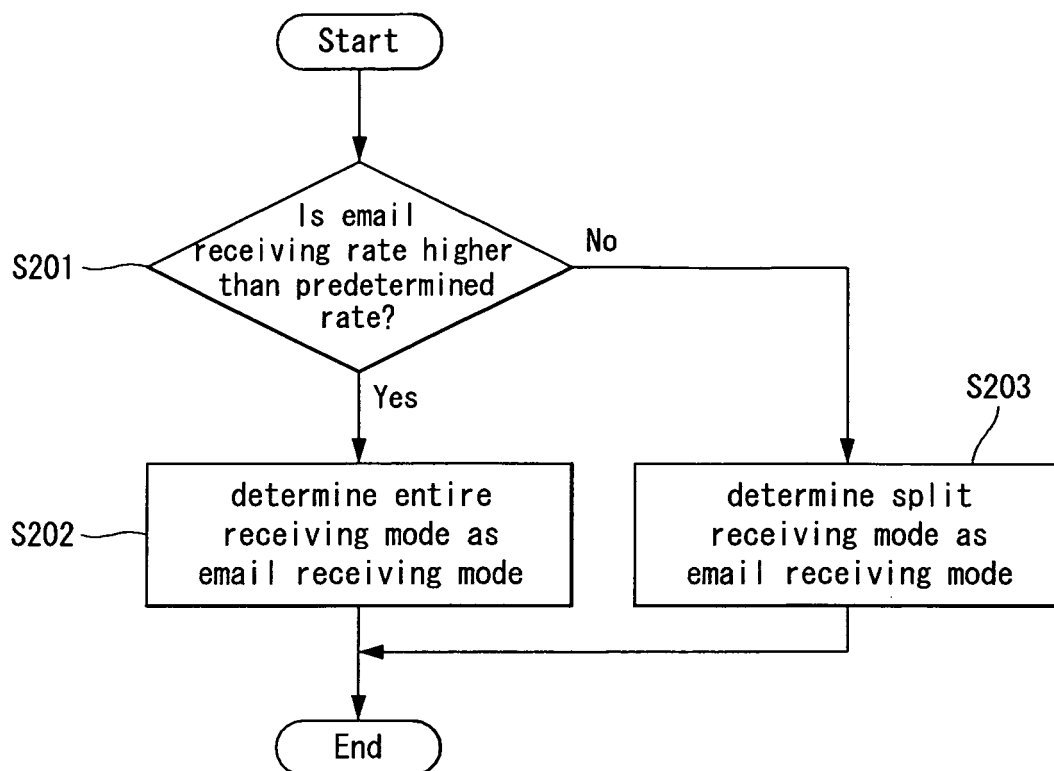 Start
Is email
receiving rate higher
than predetermined
rate?
S201
No
Yes
S203
determine entire
receiving mode as
email receiving mode
S202
determine split
receiving mode as
email receiving mode
End